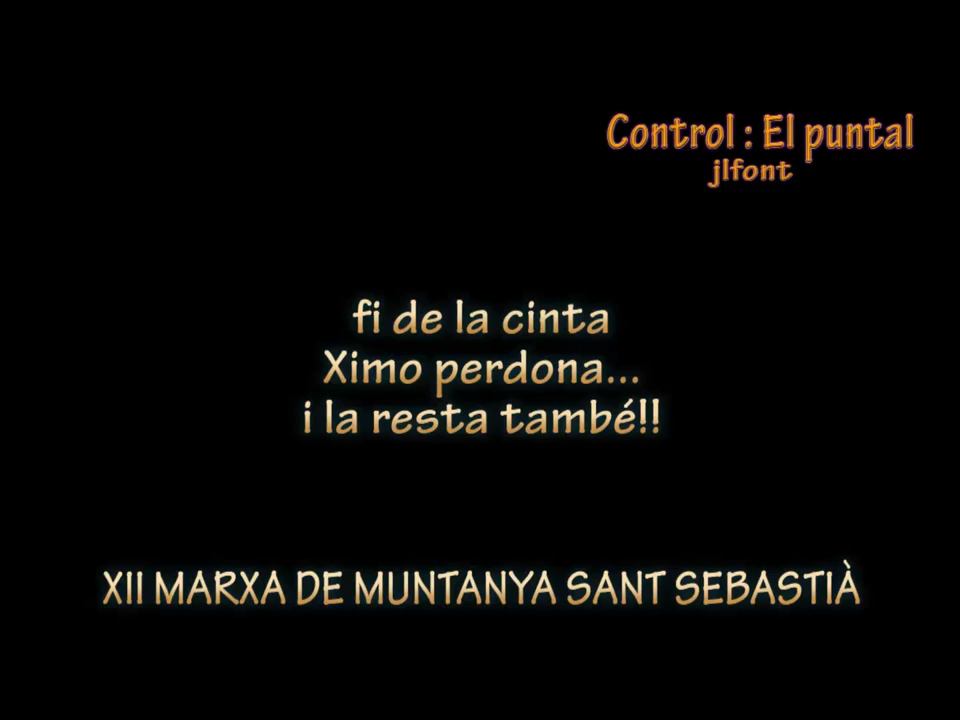 Control : El puntal
jlfont
fi de la cinta
Ximo perdona...
i la resta també!!
XII MARXA DE MUNTANYA SANT SEBASTIÀ